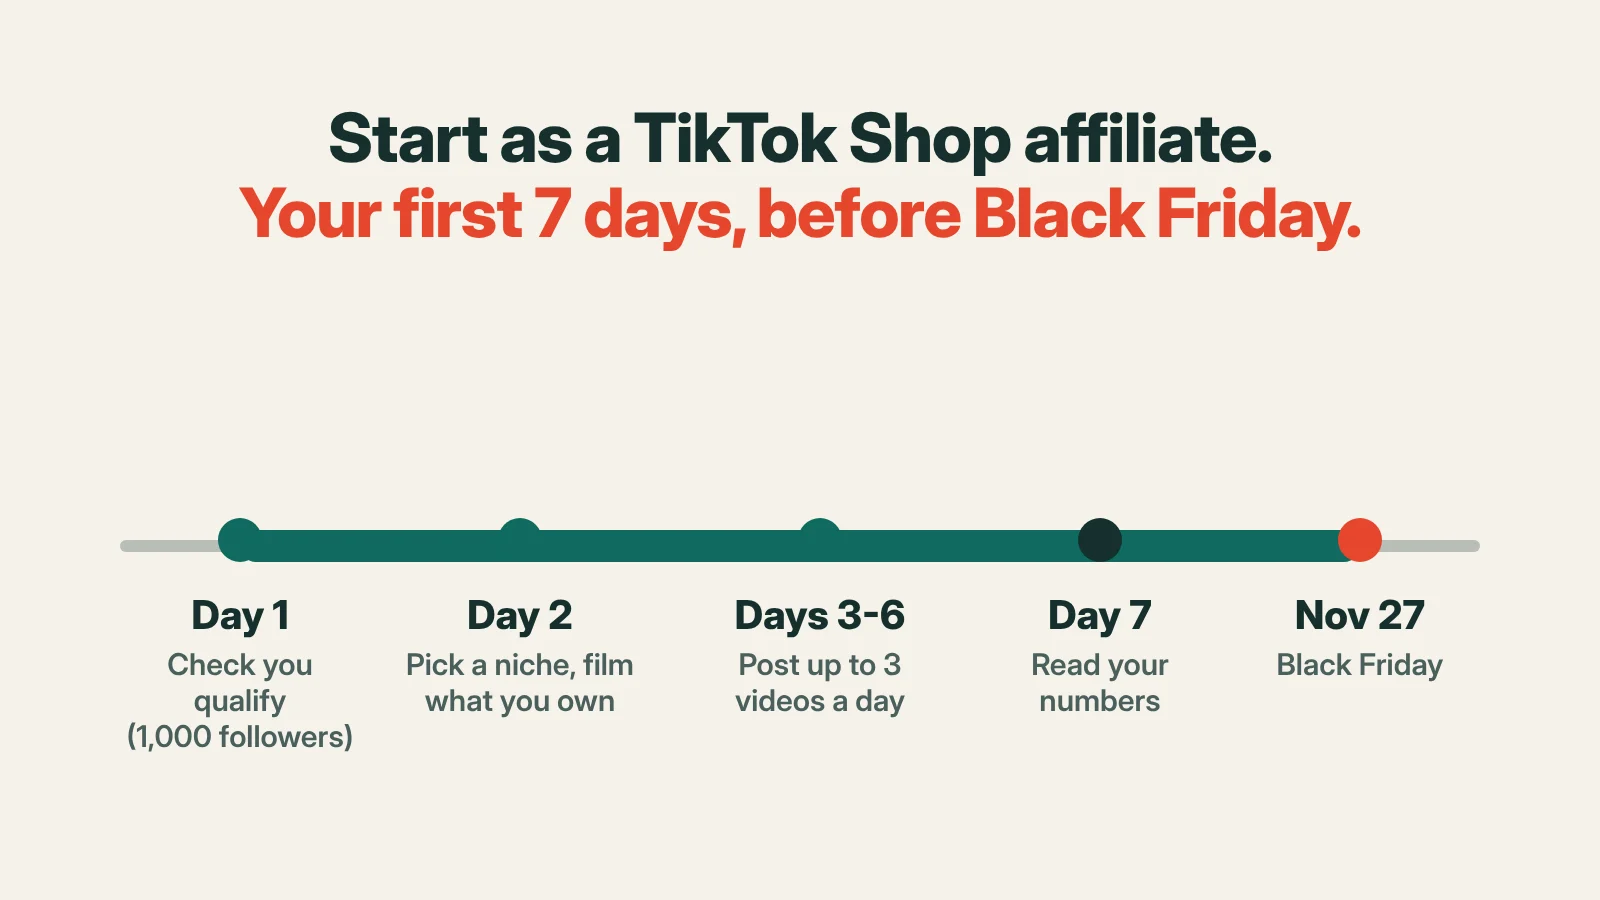 Start as a TikTok Shop affiliate.
Your first 7 days, before Black Friday.
Day 1
Check you
qualify
(1,000 followers)
Day 2
Pick a niche, film
what you own
Days 3-6
Post up to 3
videos a day
Day 7
Read your
numbers
Nov 27
Black Friday